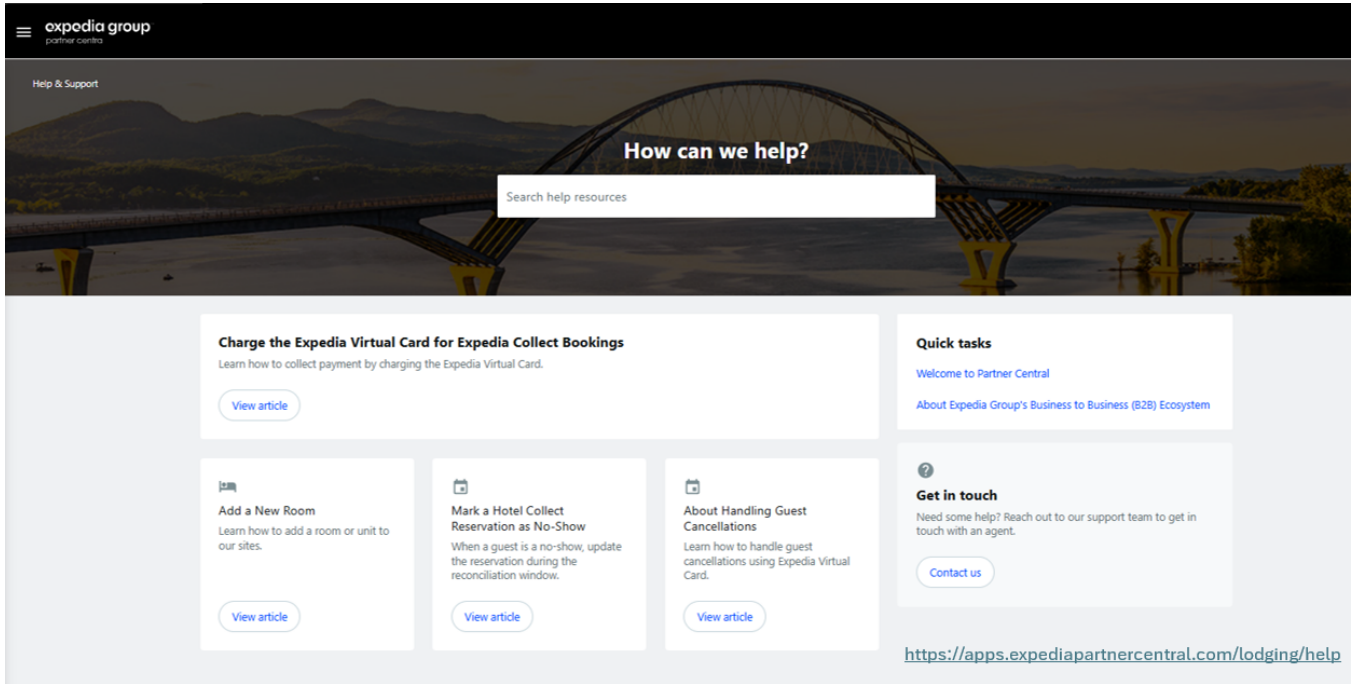 expedia group
partner centra
Help & Support
How can we help?
Search help resources
Charge the Expedia Virtual Card for Expedia Collect Bookings
Learn how to collect payment by charging the Expedia Virtual Card.
View article
Quick tasks
Welcome to Partner Central
About Expedia Group's Business to Business (B2B) Ecosystem
Add a New Room
Learn how to add a room or unit to
our sites.
View article
Mark a Hotel Collect
Reservation as No-Show
When a guest is a no-show, update
the reservation during the
reconciliation window.
View article
About Handling Guest
Cancellations
Learn how to handle guest
cancellations using Expedia Virtual
Card.
View article
Get in touch
Need some help? Reach out to our support team to get in
touch with an agent.
Contact us
https://apps.expediapartnercentral.com/lodging/help